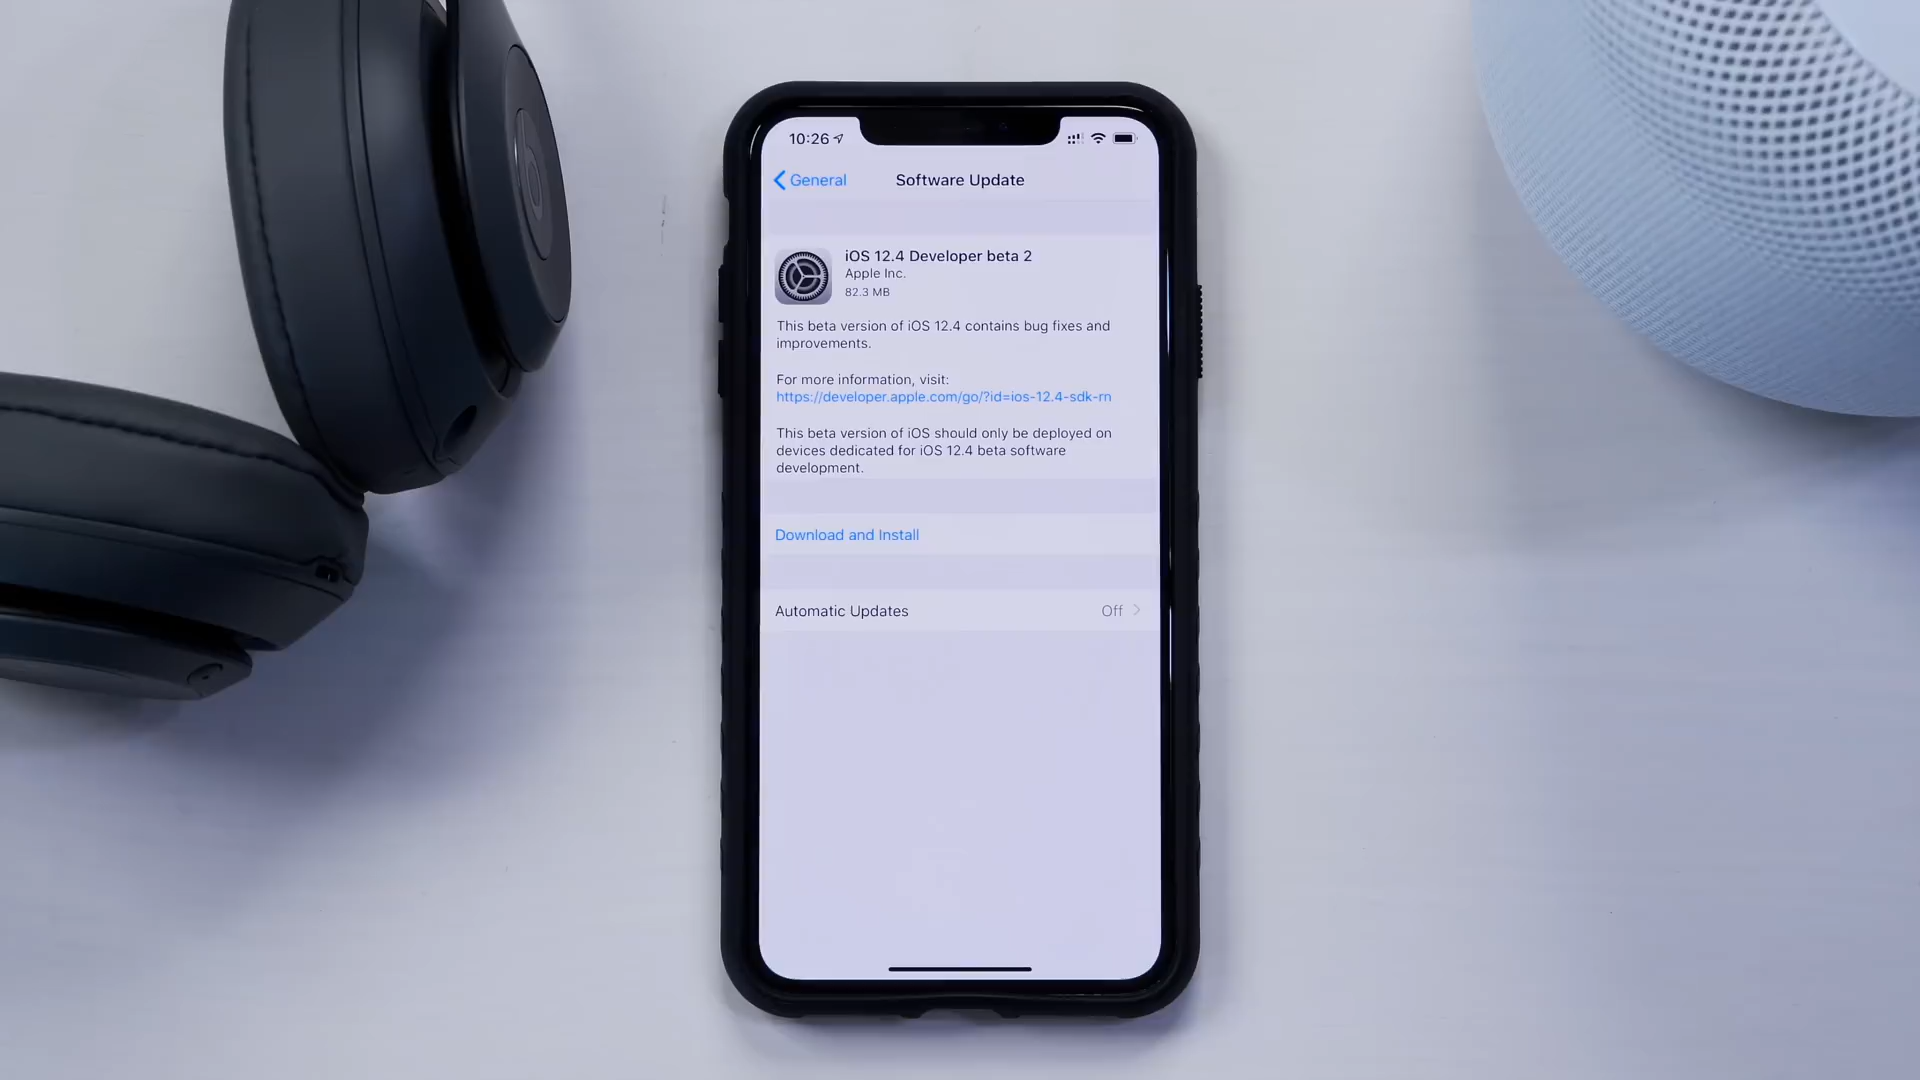 10:26
General
Software Update
iOS 12.4 Developer beta 2
Apple Inc.
82.3 MB
This beta version of iOS 12.4 contains bug fixes and
improvements.
For more information, visit:
https://developer.apple.com/go/?id=ios-12.4-sdk-rn
This beta version of iOS should only be deployed on
devices dedicated for iOS 12.4 beta software
development.
Download and Install
Automatic Updates Off